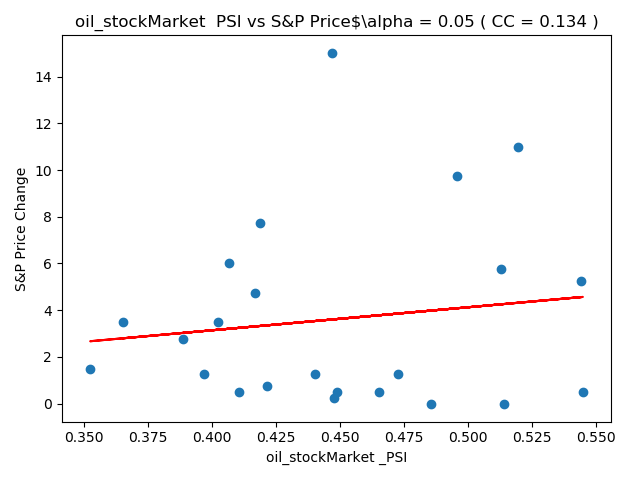 oil_stockMarket  PSI vs S&P Price$\alpha = 0.05 ( CC = 0.134 )
14
12
10
8
6
4
2
0
S&P Price Change
0.350 0.375 0.400 0.425 0.450 0.475 0.500 0.525 0.550
oil_stockMarket _PSI